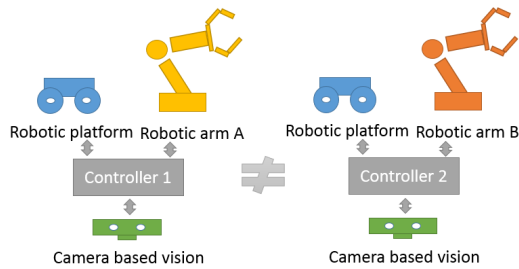 Robotic platform
Robotic arm A
Controller 1
Camera based vision
Robotic platform
Robotic arm B
Controller 2
Camera based vision